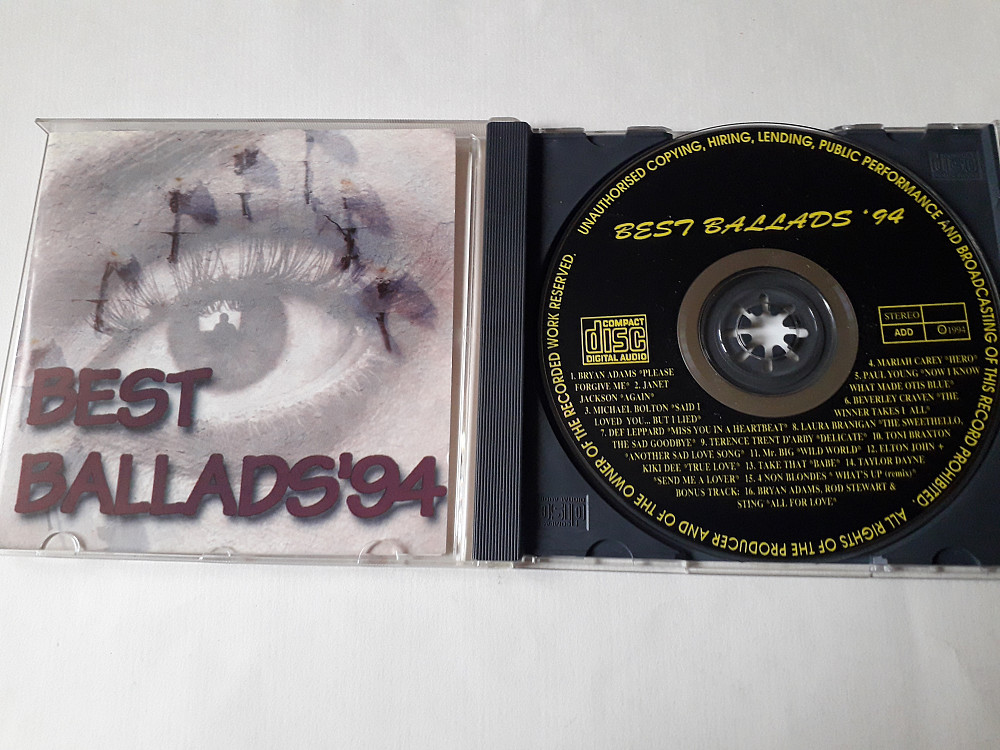 BEST
BALLADS'94
UNAUTHORISED COPYING, HIRING, LENDING, PUBLIC PERFORMANCE AND BROADCASTING OF THIS RECORD PROHIBITED. ALL RIGHTS OF THE PRODUCER AND OF THE OWNER OF THE RECORDED WORK RESERVED.
BEST BALLADS '94
COMPACT
disc
DIGITAL AUDIO
STEREO
ADD
℗1994
1. BRYAN ADAMS *PLEASE
FORGIVE ME* 2. JANET
JACKSON *AGAIN*
3. MICHAEL BOLTON *SAID I
LOVED YOU... BUT I LIED*
4. MARIAH CAREY *HERO*
5. PAUL YOUNG *NOW I KNOW
WHAT MADE OTIS BLUE*
6. BEVERLEY CRAVEN *THE
WINNER TAKES I ALL*
7. DEF LEPPARD *MISS YOU IN A HEARTBEAT* 8. LAURA BRANIGAN *THE SWEETHELLO,
THE SAD GOODBYE* 9. TERENCE TRENT D'ARBY *DELICATE* 10. TONI BRAXTON
*ANOTHER SAD LOVE SONG* 11. Mr. BIG *WILD WORLD* 12. ELTON JOHN +
KIKI DEE *TRUE LOVE* 13. TAKE THAT *BABE* 14. TAYLOR DAYNE
*SEND ME A LOVER* 15. 4 NON BLONDES *WHAT'S UP (remix)
BONUS TRACK: 16. BRYAN ADAMS, ROD STEWART &
STING *ALL FOR LOVE*